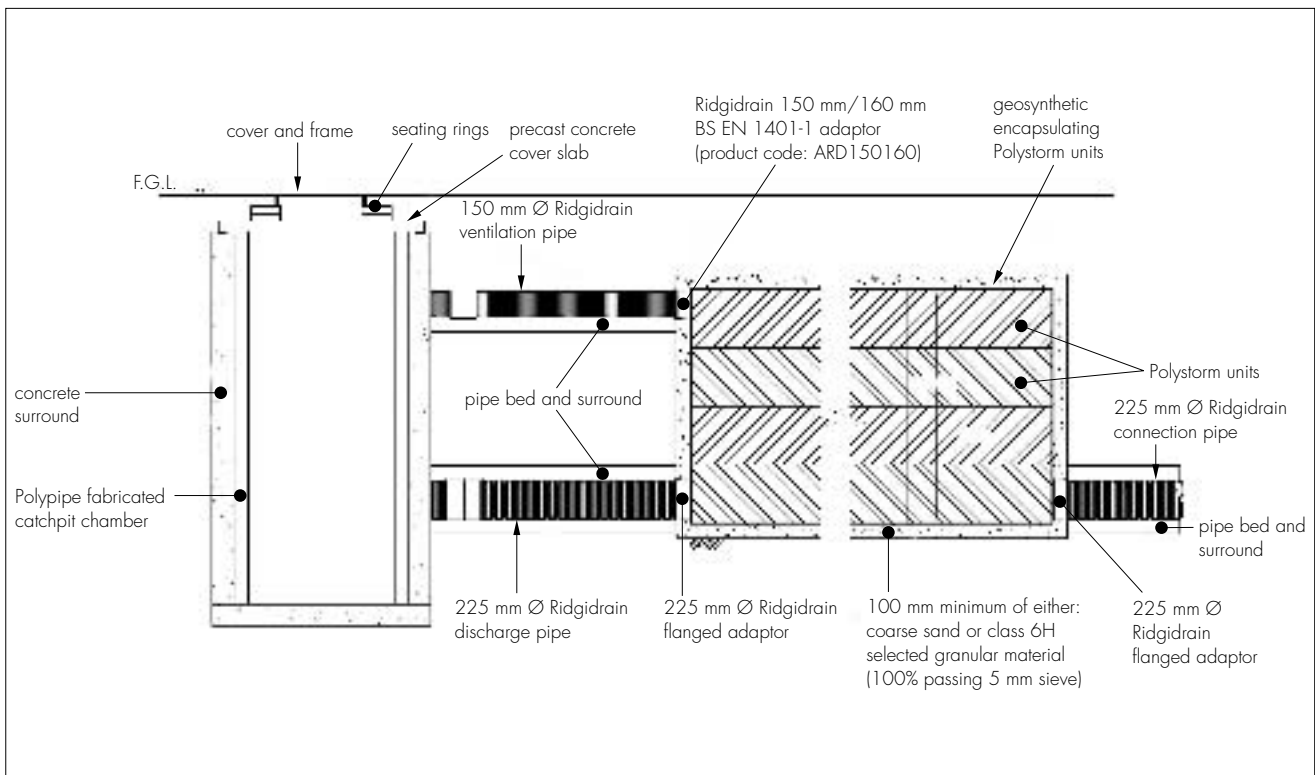 Ridgidrain 150 mm/160 mm
BS EN 1401-1 adaptor
(product code: ARD150160)
geosynthetic
encapsulating
Polystorm units
cover and frame
seating rings
precast concrete
cover slab
F.G.L.
150 mm Ø Ridgidrain
ventilation pipe
Polystorm units
concrete
surround
pipe bed and surround
225 mm Ø Ridgidrain
connection pipe
Polypipe fabricated
catchpit chamber
pipe bed and
surround
225 mm Ø Ridgidrain
discharge pipe
225 mm Ø Ridgidrain
flanged adaptor
100 mm minimum of either:
coarse sand or class 6H
selected granular material
(100% passing 5 mm sieve)
225 mm Ø
Ridgidrain
flanged adaptor